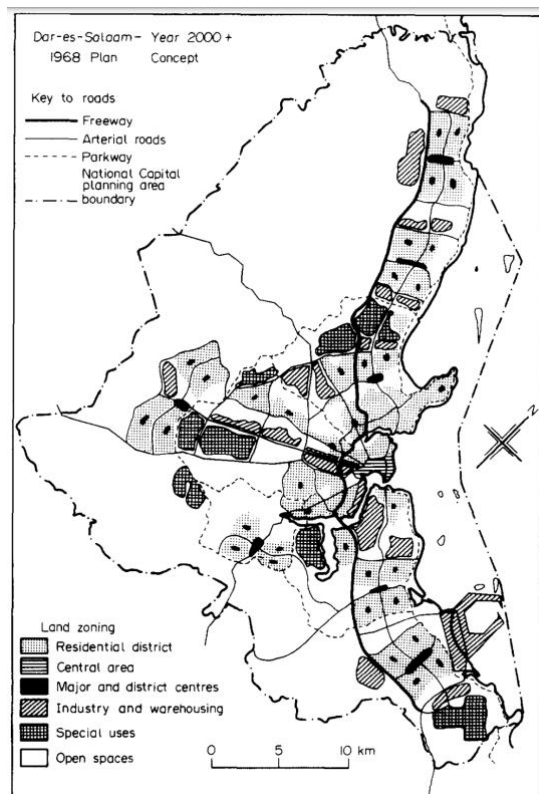 Dar-es-Salaam- Year 2000 +
1968 Plan Concept
Key to roads
Freeway
Arterial roads
Parkway
National Capital
planning area
boundary
N
Land zoning
Residential district
Central area
Major and district centres
Industry and warehousing
Special uses
Open spaces
0 5 10 km